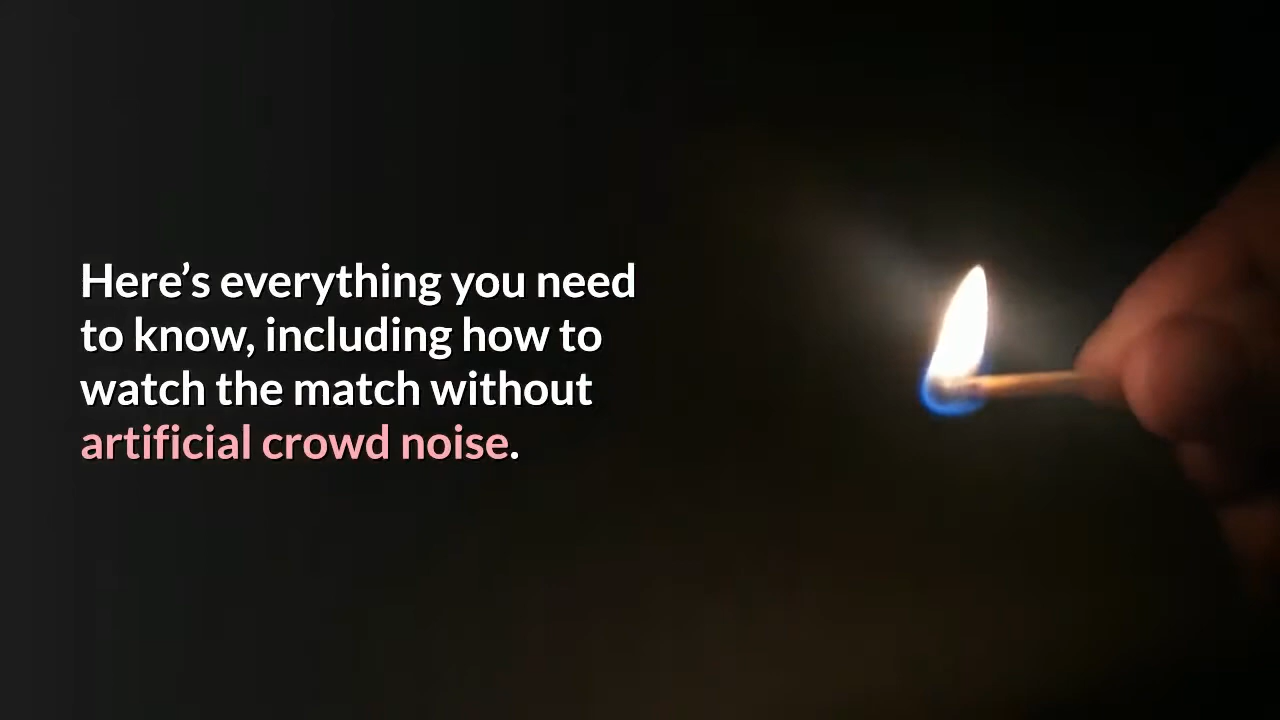 Here’s everything you need
to know, including how to
watch the match without
artificial crowd noise.